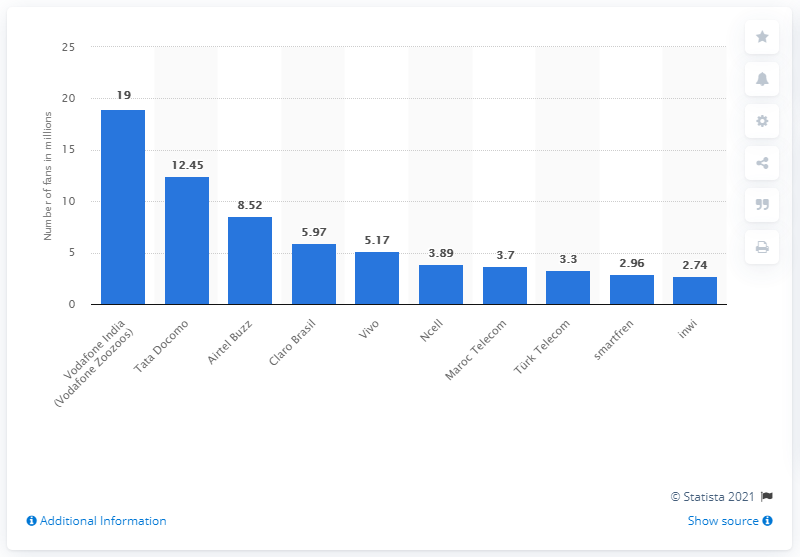 Number of fans in millions
25
20
15
10
5
0
19
12.45
8.52
5.97
5.17
3.89
3.7
3.3
2.96
2.74
Vodafone India
(Vodafone Zoozoos)
Tata Docomo
Airtel Buzz
Claro Brasil
Vivo
Ncell
Maroc Telecom
Türk Telecom
smartfren
inwi
© Statista 2021
Additional Information
Show source